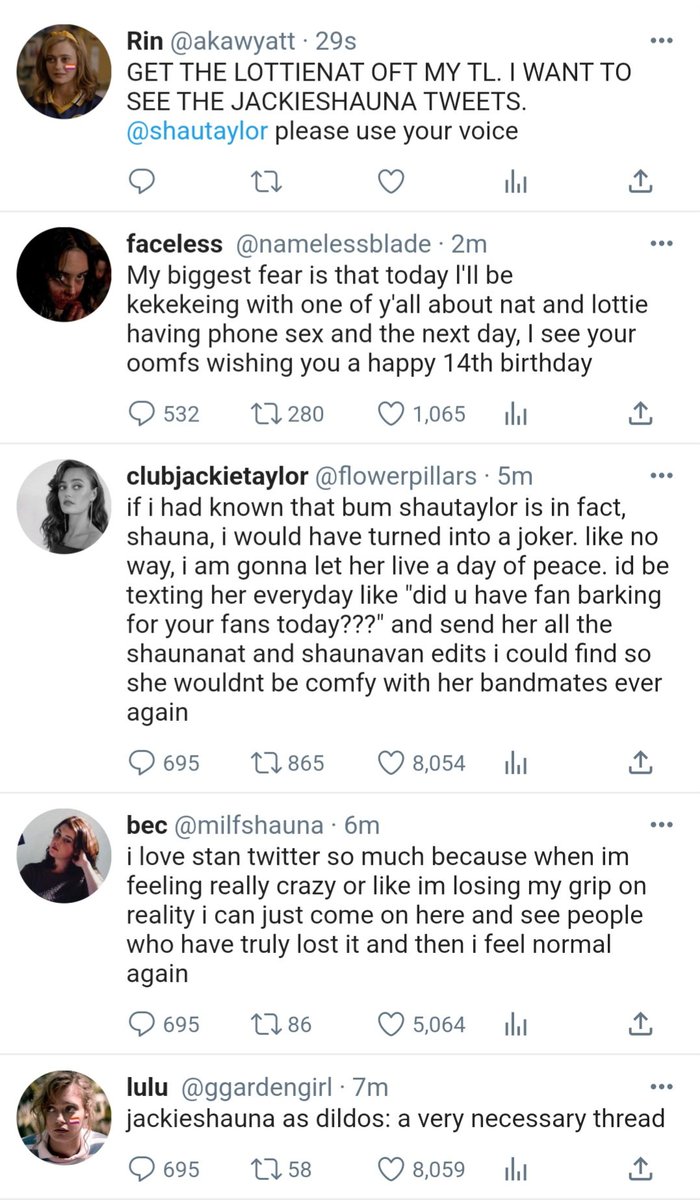 Rin @akawyatt · 29s
GET THE LOTTIENAT OFT MY TL. I WANT TO
SEE THE JACKIESHAUNA TWEETS.
@shautaylor please use your voice
faceless @namelessblade · 2m
My biggest fear is that today I'll be
kekekeing with one of y'all about nat and lottie
having phone sex and the next day, I see your
oomfs wishing you a happy 14th birthday
532 280 1,065
clubjackietaylor @flowerpillars · 5m
if i had known that bum shautaylor is in fact,
shauna, i would have turned into a joker. like no
way, i am gonna let her live a day of peace. id be
texting her everyday like "did u have fan barking
for your fans today???" and send her all the
shaunanat and shaunavan edits i could find so
she wouldnt be comfy with her bandmates ever
again
695 865 8,054
bec @milfshauna · 6m
i love stan twitter so much because when im
feeling really crazy or like im losing my grip on
reality i can just come on here and see people
who have truly lost it and then i feel normal
again
695 86 5,064
lulu @ggardengirl · 7m
jackieshauna as dildos: a very necessary thread
695 58 8,059